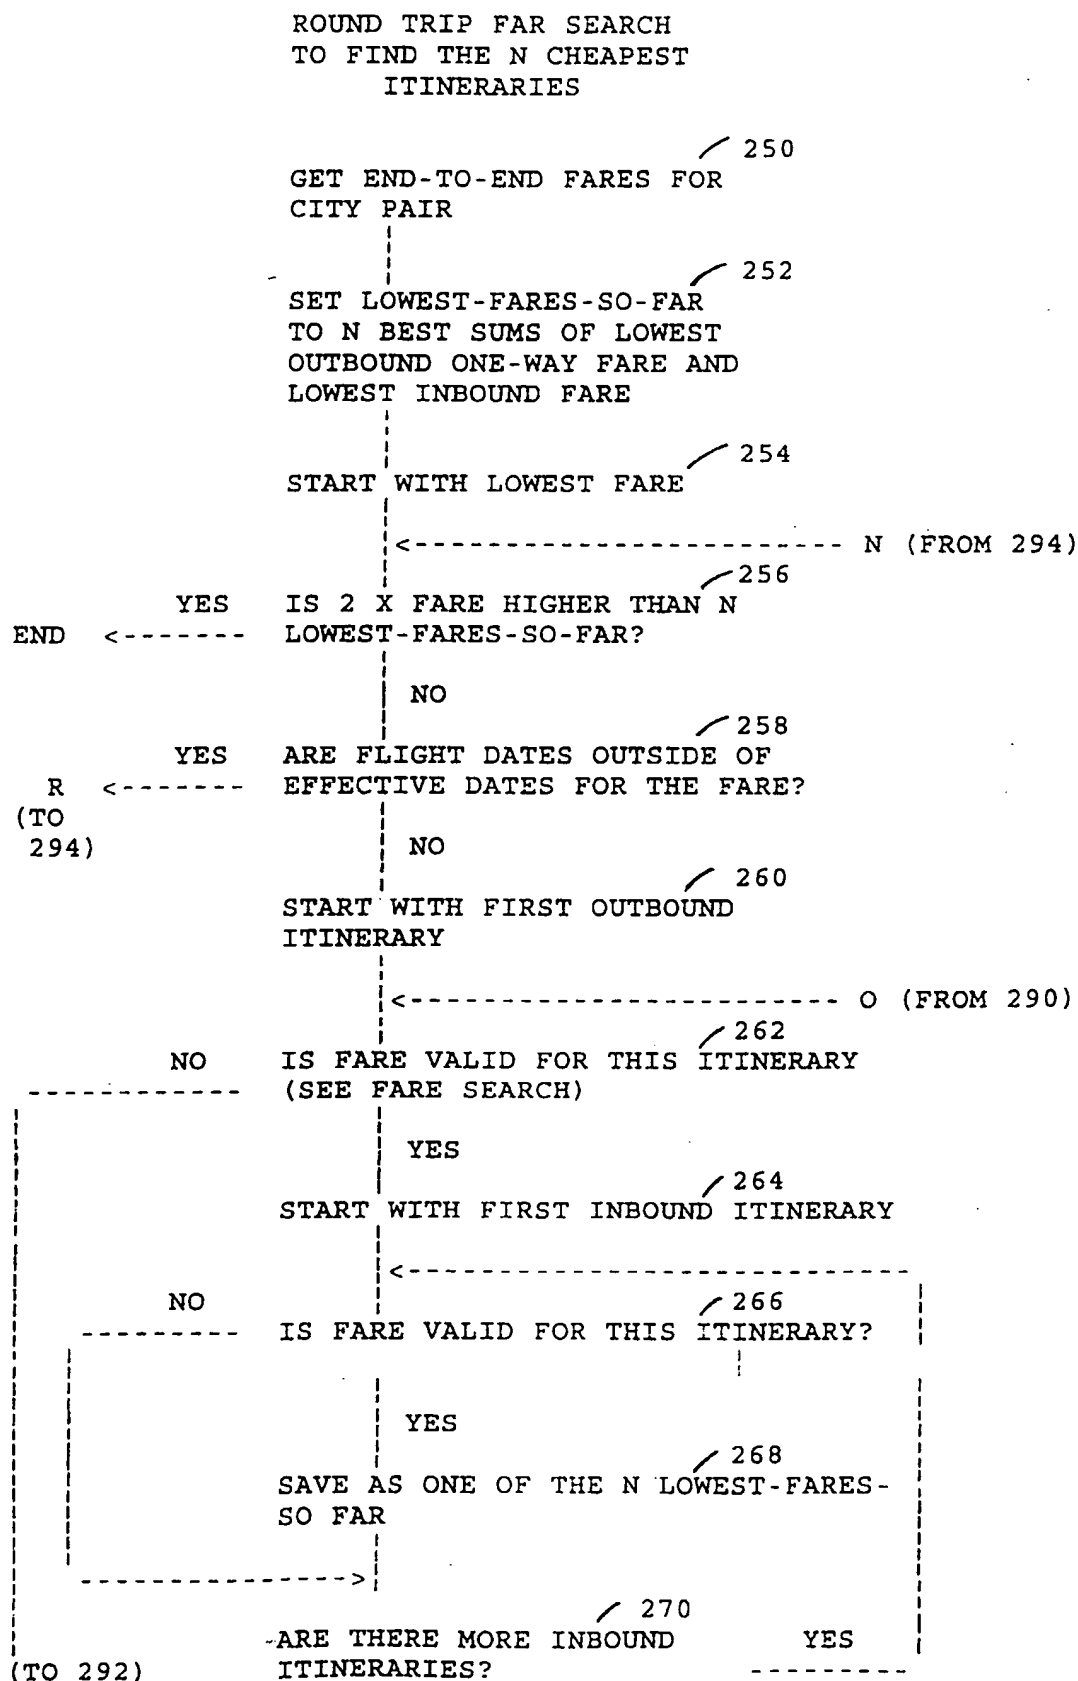 ROUND TRIP FAR SEARCH
TO FIND THE N CHEAPEST
ITINERARIES
250
GET END-TO-END FARES FOR
CITY PAIR
252
SET LOWEST-FARES-SO-FAR
TO N BEST SUMS OF LOWEST
OUTBOUND ONE-WAY FARE AND
LOWEST INBOUND FARE
254
START WITH LOWEST FARE
N (FROM 294)
256
YES IS 2 X FARE HIGHER THAN N
END LOWEST-FARES-SO-FAR?
NO
258
YES ARE FLIGHT DATES OUTSIDE OF
R EFFECTIVE DATES FOR THE FARE?
(TO
294)
NO
260
START WITH FIRST OUTBOUND
ITINERARY
O (FROM 290)
262
NO IS FARE VALID FOR THIS ITINERARY
(SEE FARE SEARCH)
YES
264
START WITH FIRST INBOUND ITINERARY
NO 266
IS FARE VALID FOR THIS ITINERARY?
YES
268
SAVE AS ONE OF THE N LOWEST-FARES-
SO FAR
270
ARE THERE MORE INBOUND YES
(TO 292) ITINERARIES?